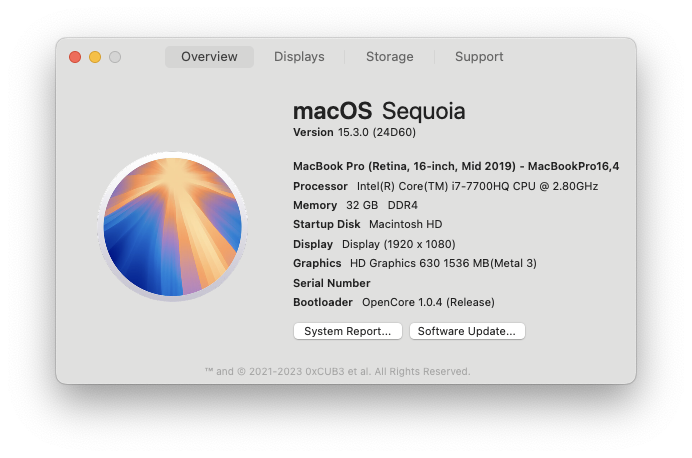 Overview Displays Storage Support
macOS Sequoia
Version 15.3.0 (24D60)
MacBook Pro (Retina, 16-inch, Mid 2019) - MacBookPro16,4
Processor Intel(R) Core(TM) i7-7700HQ CPU @ 2.80GHz
Memory 32 GB DDR4
Startup Disk Macintosh HD
Display Display (1920 x 1080)
Graphics HD Graphics 630 1536 MB(Metal 3)
Serial Number
Bootloader OpenCore 1.0.4 (Release)
System Report... Software Update...
™ and © 2021-2023 0xCUB3 et al. All Rights Reserved.